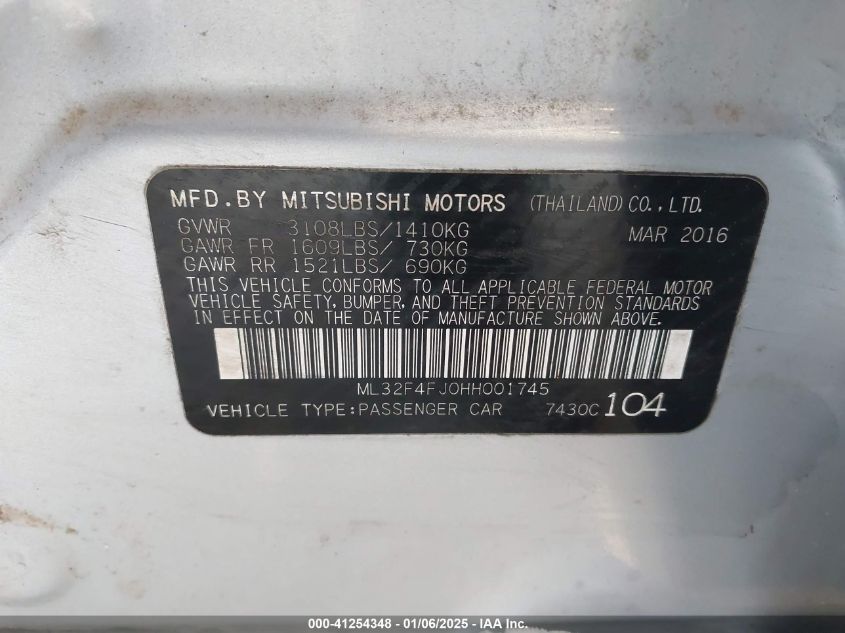 MFD.BY MITSUBISHI MOTORS (THAILAND)CO.,LTD.
GVWR 3108LBS/1410KG MAR 2016
GAWR FR 1609LBS/ 730KG
GAWR RR 1521LBS/ 690KG
THIS VEHICLE CONFORMS TO ALL APPLICABLE FEDERAL MOTOR
VEHICLE SAFETY, BUMPER, AND THEFT PREVENTION STANDARDS
IN EFFECT ON THE DATE OF MANUFACTURE SHOWN ABOVE.
ML32F4FJ0HH001745
VEHICLE TYPE:PASSENGER CAR 7430C 104
000-41254348 - 01/06/2025 - IAA Inc.